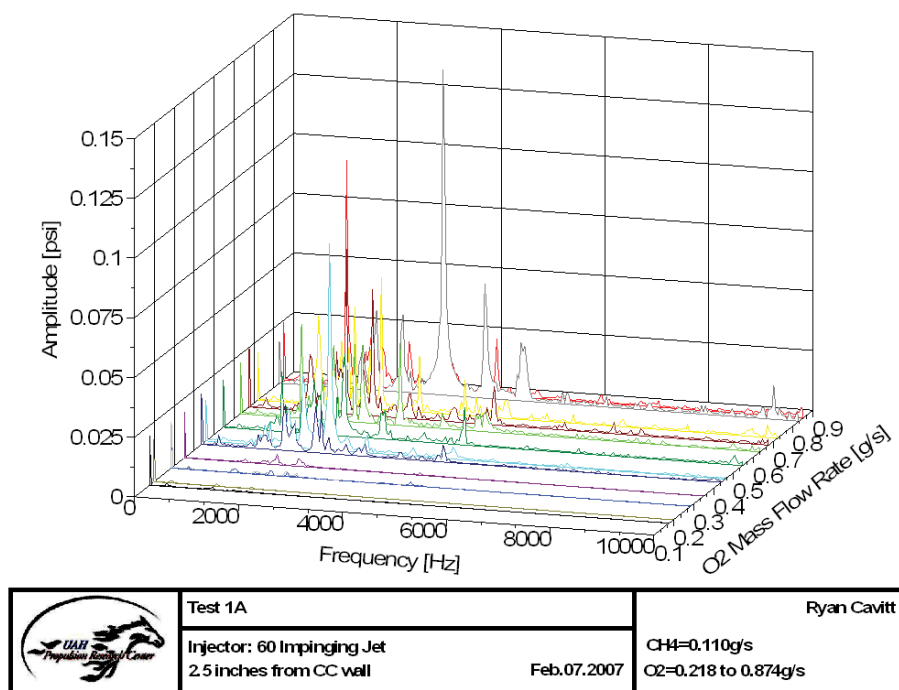 0.15
0.125
0.1
0.075
0.05
0.025
0
Amplitude [psi]
0
2000
4000
6000
8000
10000
Frequency [Hz]
0.1
0.2
0.3
0.4
0.5
0.6
0.7
0.8
0.9
O2 Mass Flow Rate [g/s]
UAH
Propulsion Research Center
Test 1A
Injector: 60 Impinging Jet
2.5 inches from CC wall
Feb.07.2007
Ryan Cavitt
CH4=0.110g/s
O2=0.218 to 0.874g/s